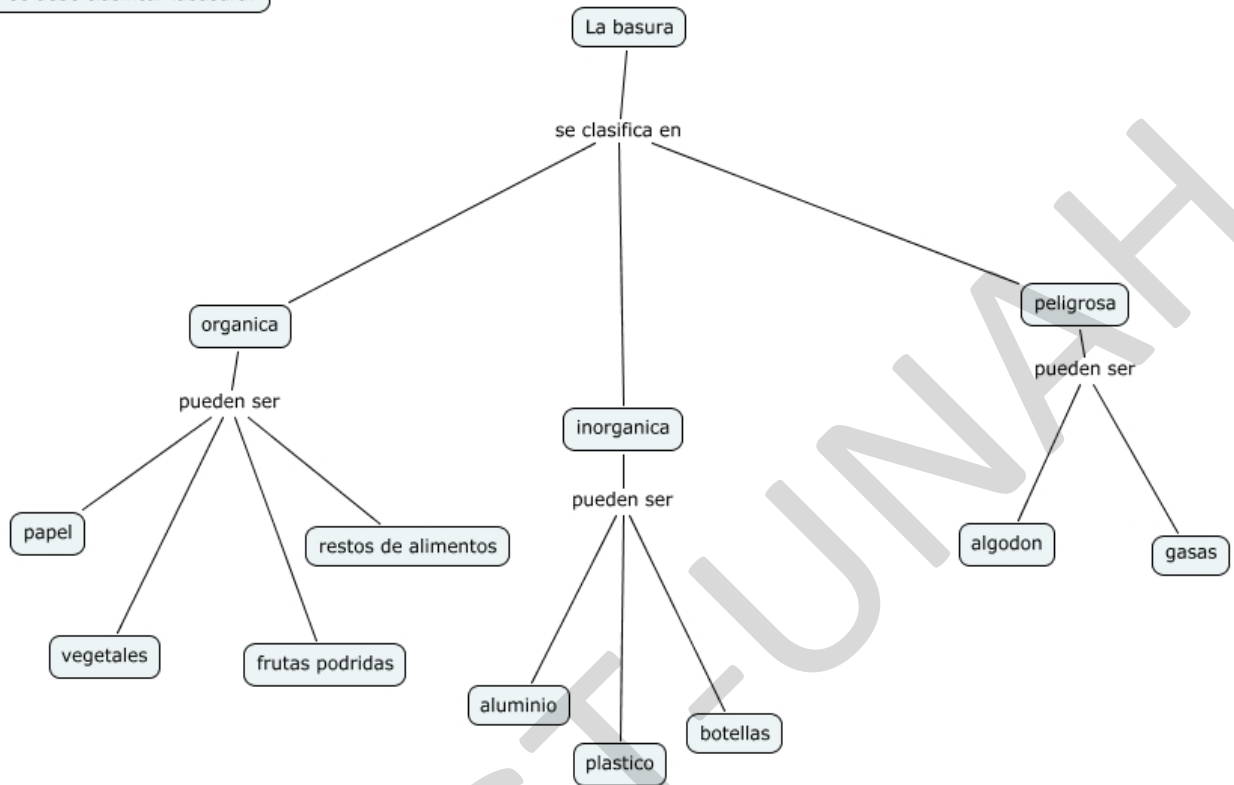 La basura
se clasifica en
organica
pueden ser
papel
vegetales
frutas podridas
restos de alimentos
inorganica
pueden ser
aluminio
plastico
botellas
peligrosa
pueden ser
algodon
gasas
T-UNAH